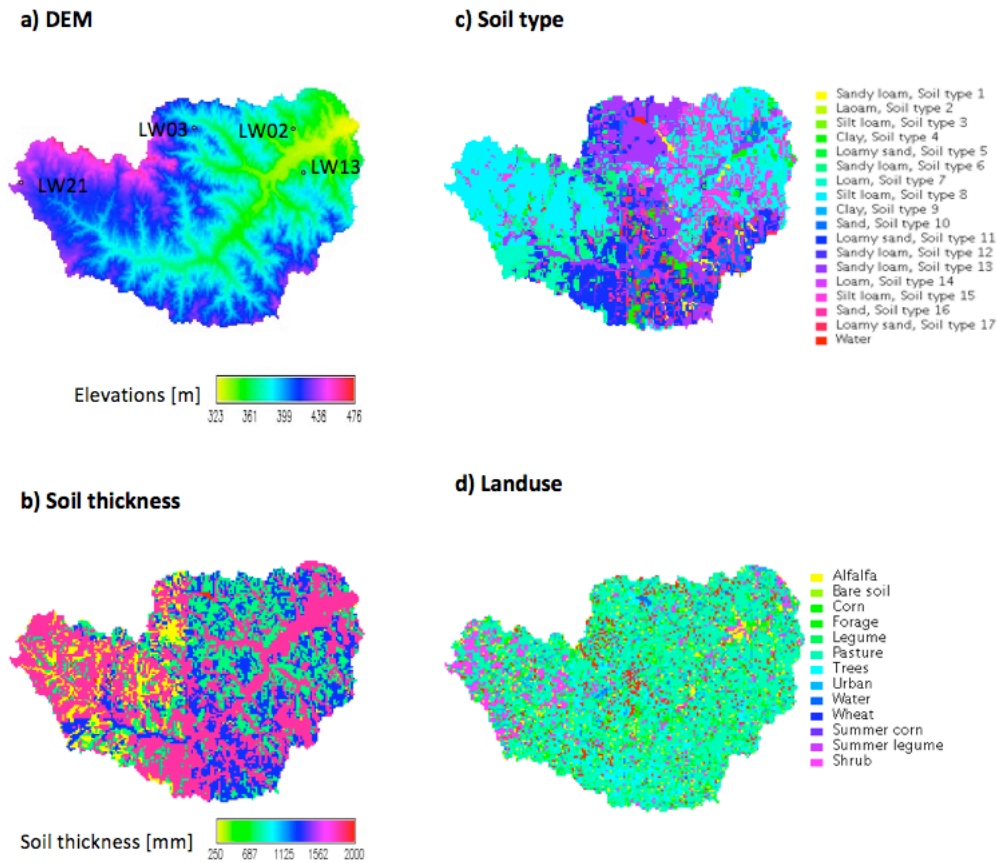 a) DEM
LW03
LW02
LW13
LW21
Elevations [m]
323 361 399 438 476
c) Soil type
Sandy loam, Soil type 1
Laoam, Soil type 2
Silt loam, Soil type 3
Clay, Soil type 4
Loamy sand, Soil type 5
Sandy loam, Soil type 6
Loam, Soil type 7
Silt loam, Soil type 8
Clay, Soil type 9
Sand, Soil type 10
Loamy sand, Soil type 11
Sandy loam, Soil type 12
Sandy loam, Soil type 13
Loam, Soil type 14
Silt loam, Soil type 15
Sand, Soil type 16
Loamy sand, Soil type 17
Water
b) Soil thickness
Soil thickness [mm]
250 687 1125 1562 2000
d) Landuse
Alfalfa
Bare soil
Corn
Forage
Legume
Pasture
Trees
Urban
Water
Wheat
Summer corn
Summer legume
Shrub